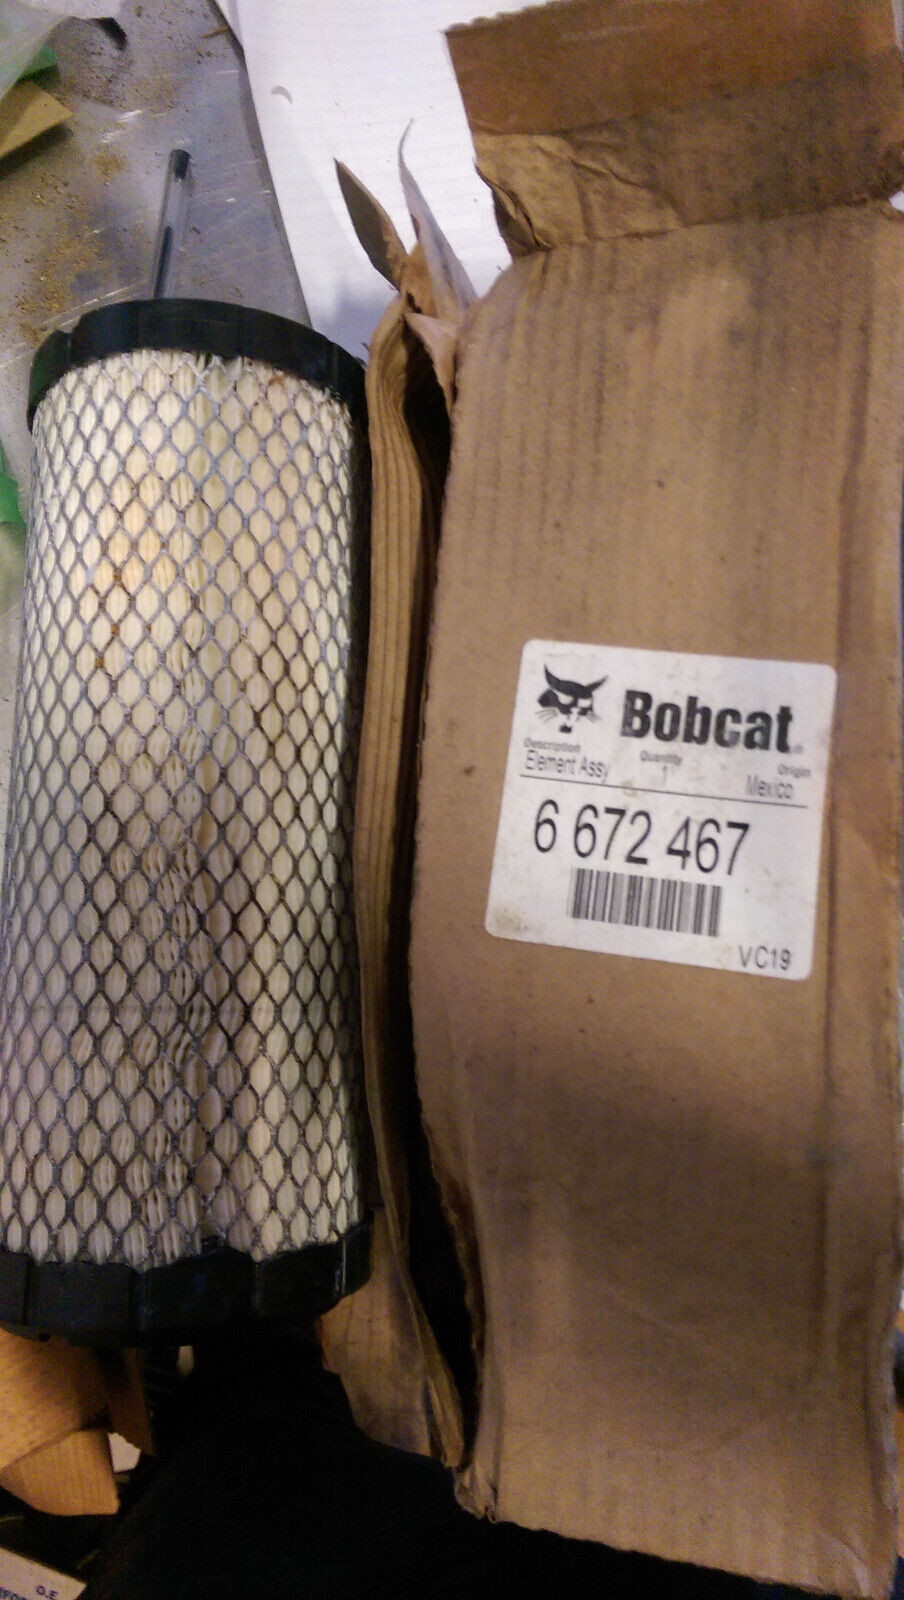 Bobcat®
Description Quantity Origin
Element Assy 1 Mexico
6 672 467
VC19
O.E